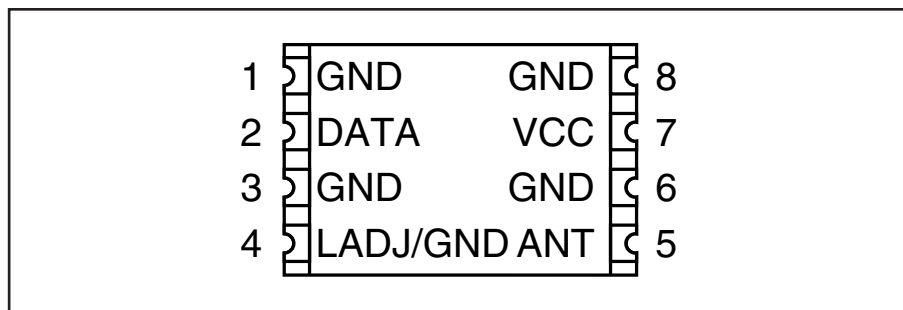 1 GND GND 8
2 DATA VCC 7
3 GND GND 6
4 LADJ/GND ANT 5